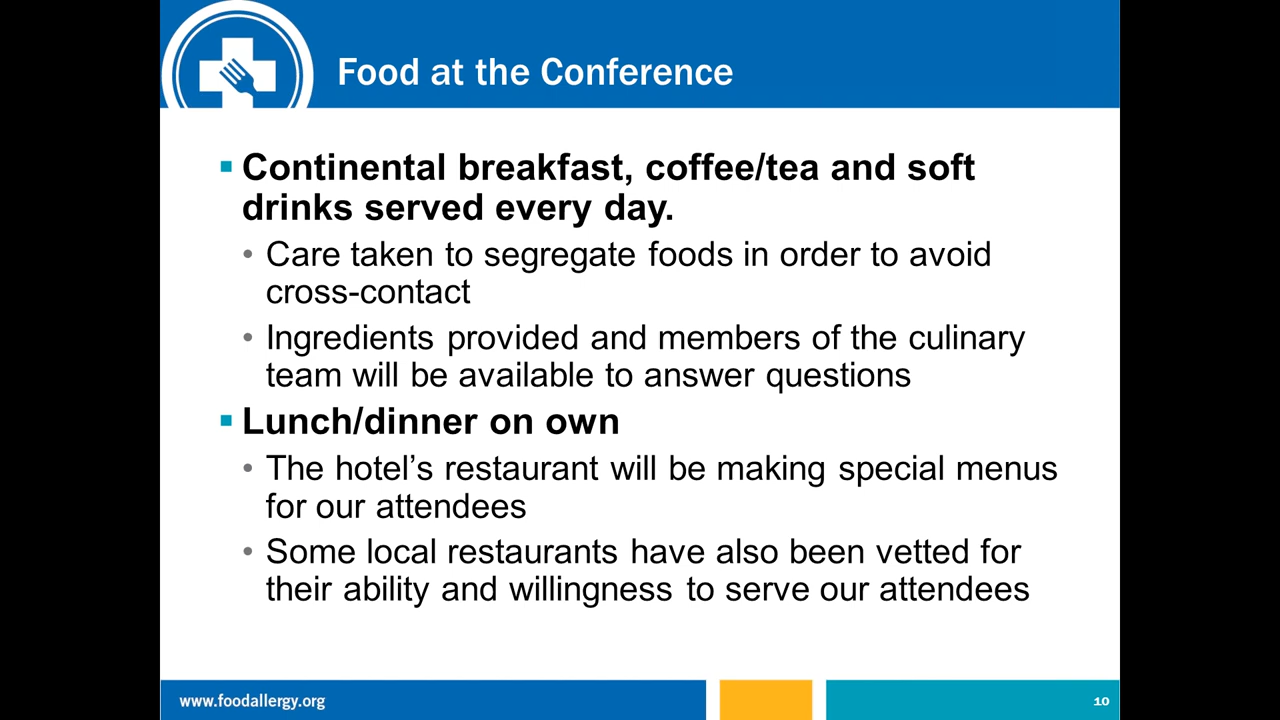 Food at the Conference
Continental breakfast, coffee/tea and soft
drinks served every day.
Care taken to segregate foods in order to avoid
cross-contact
Ingredients provided and members of the culinary
team will be available to answer questions
Lunch/dinner on own
The hotel’s restaurant will be making special menus
for our attendees
Some local restaurants have also been vetted for
their ability and willingness to serve our attendees
www.foodallergy.org
10